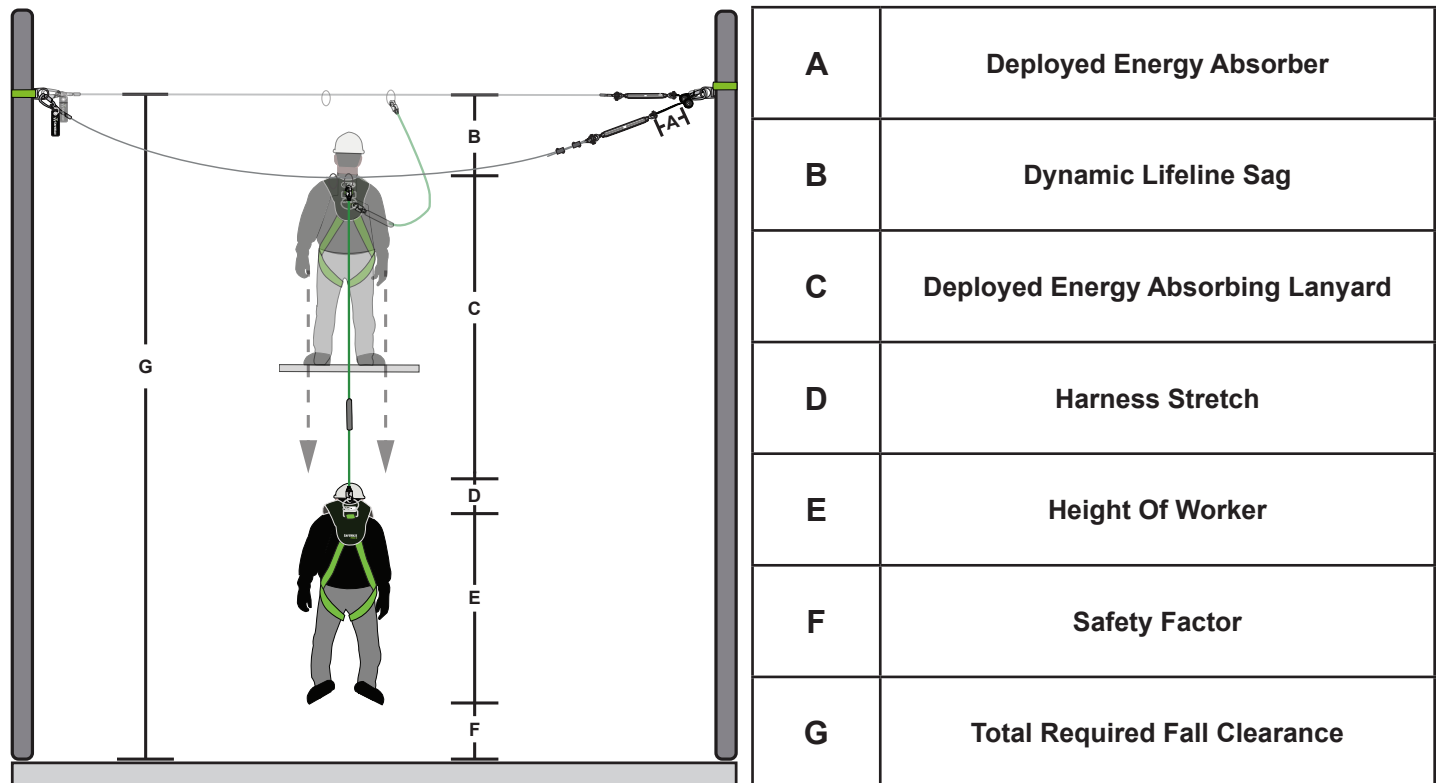 A
B
C
G
D
E
F
A Deployed Energy Absorber
B Dynamic Lifeline Sag
C Deployed Energy Absorbing Lanyard
D Harness Stretch
E Height Of Worker
F Safety Factor
G Total Required Fall Clearance